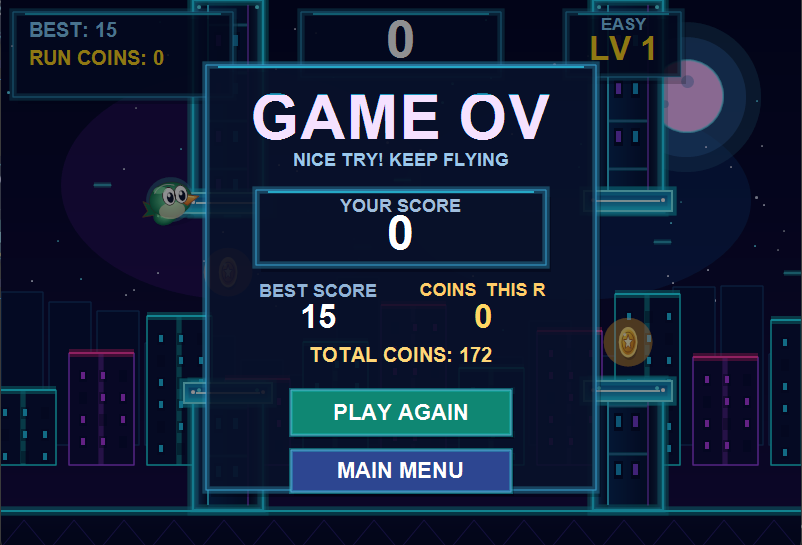 BEST: 15
RUN COINS: 0
0
EASY
LV 1
GAME OV
NICE TRY! KEEP FLYING
YOUR SCORE
0
BEST SCORE
15
COINS THIS R
0
TOTAL COINS: 172
PLAY AGAIN
MAIN MENU